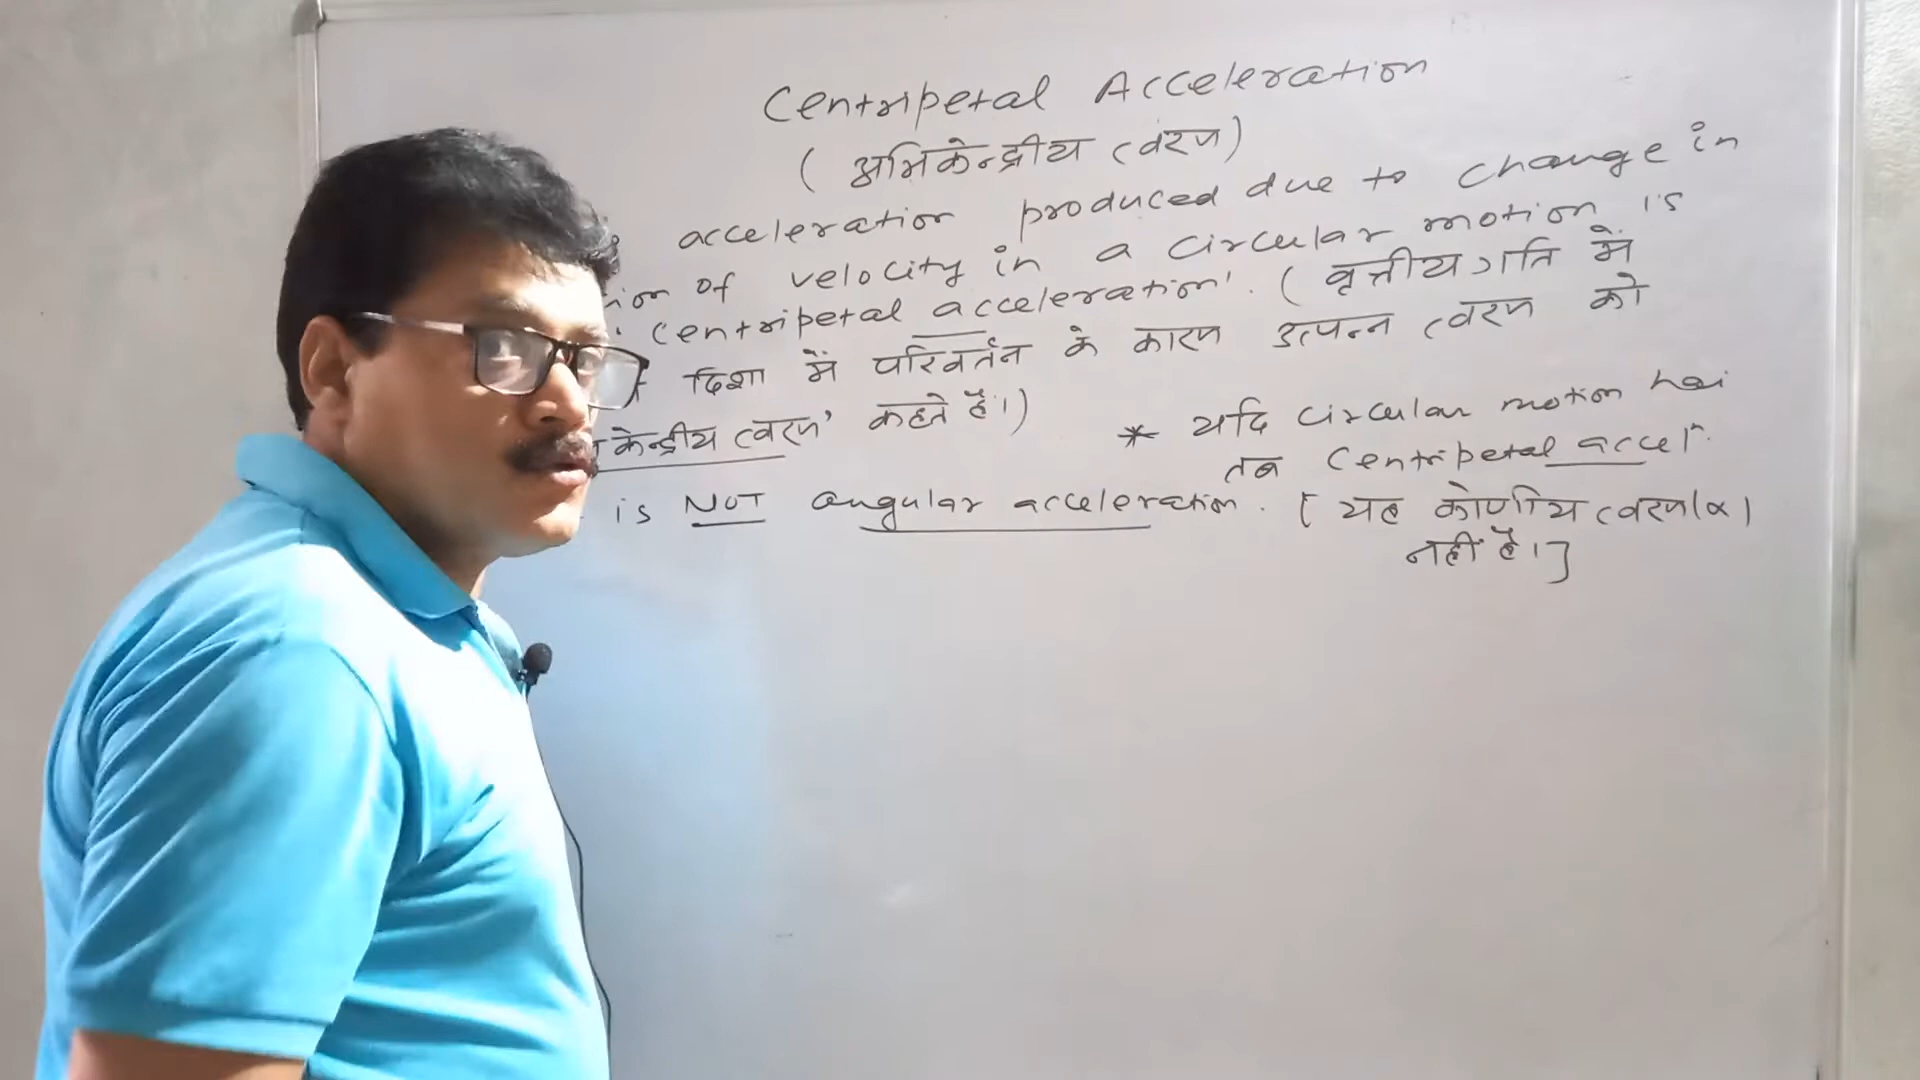 Centripetal Acceleration
(अभिकेन्द्रीय त्वरण)
acceleration produced due to change in
of velocity in a circular motion is
centripetal acceleration'. (वृत्तीय गति में
दिशा में परिवर्तन के कारण उत्पन्न त्वरण को
केन्द्रीय त्वरण' कहते हैं।)
* यदि circular motion hai
तब Centripetal acceln.
is NOT angular acceleration. [यह कोणीय त्वरण(α)
नहीं है।]